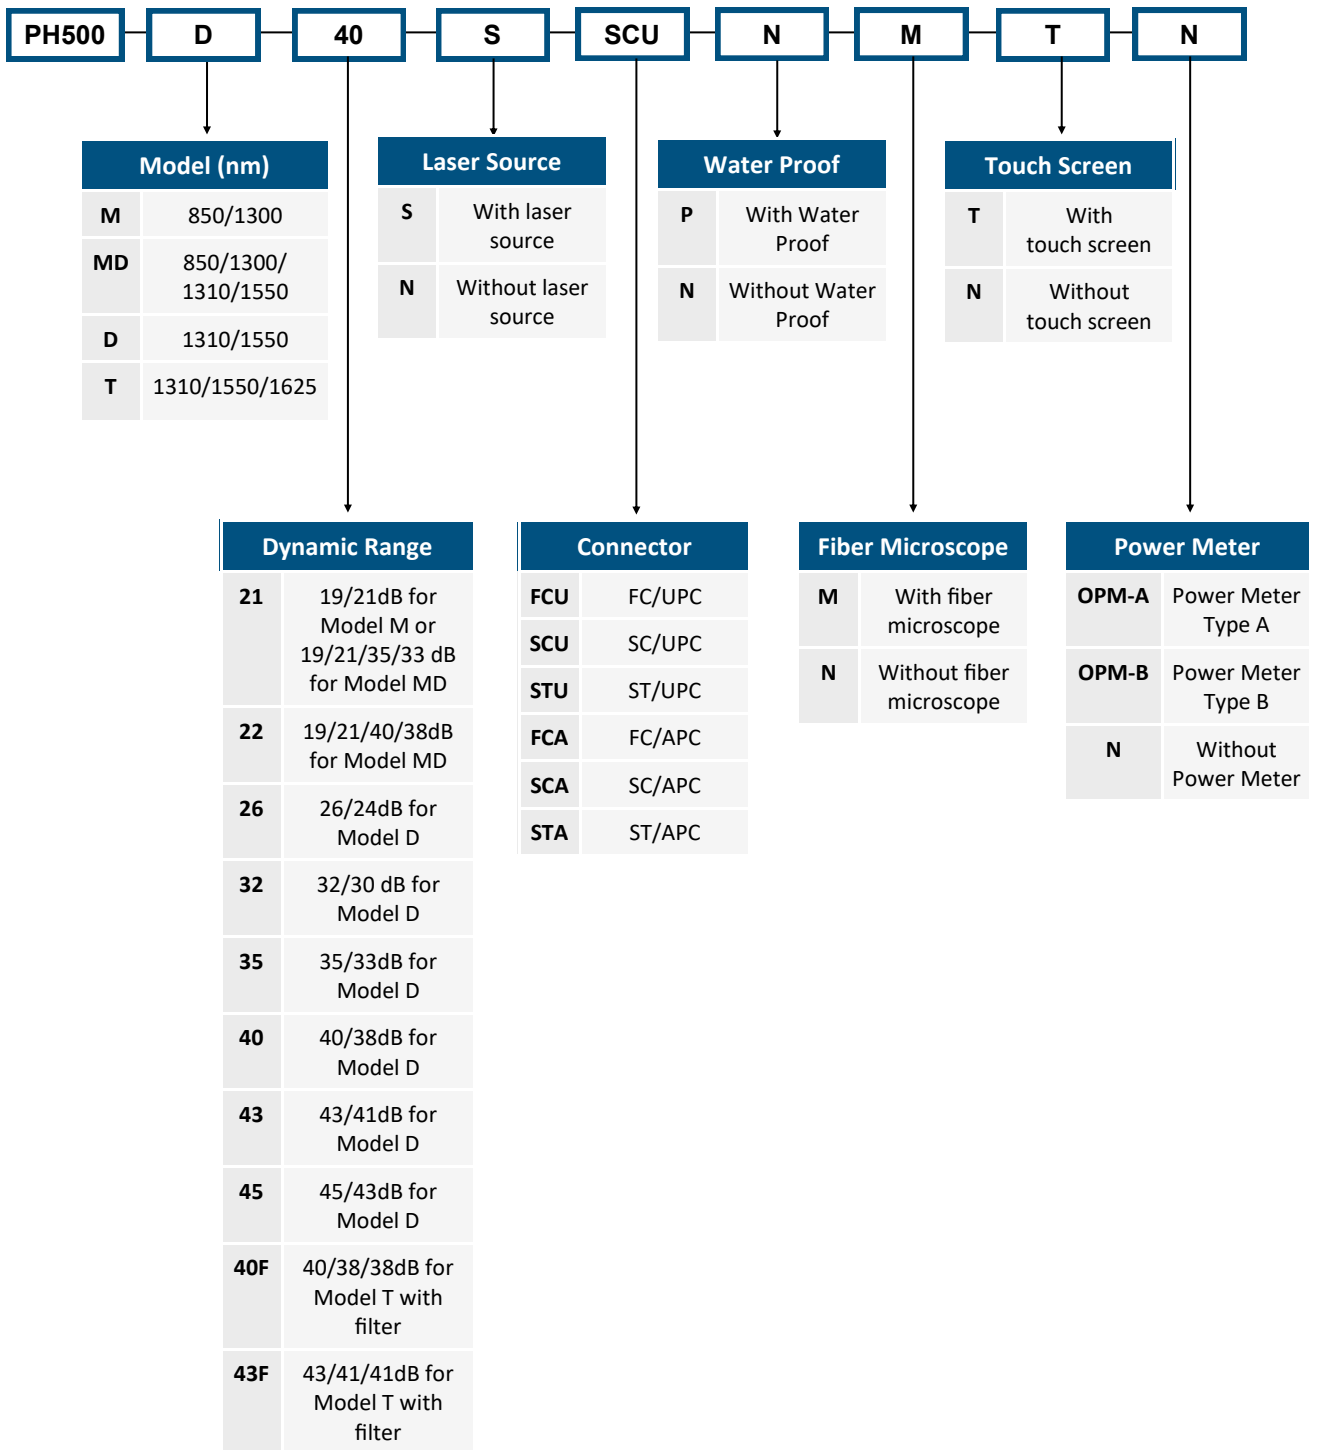 PH500 D 40 S SCU N M T N
Model (nm)
M 850/1300
MD 850/1300/
1310/1550
D 1310/1550
T 1310/1550/1625
Laser Source
S With laser
source
N Without laser
source
Water Proof
P With Water
Proof
N Without Water
Proof
Touch Screen
T With
touch screen
N Without
touch screen
Dynamic Range
21 19/21dB for
Model M or
19/21/35/33 dB
for Model MD
22 19/21/40/38dB
for Model MD
26 26/24dB for
Model D
32 32/30 dB for
Model D
35 35/33dB for
Model D
40 40/38dB for
Model D
43 43/41dB for
Model D
45 45/43dB for
Model D
40F 40/38/38dB for
Model T with
filter
43F 43/41/41dB for
Model T with
filter
Connector
FCU FC/UPC
SCU SC/UPC
STU ST/UPC
FCA FC/APC
SCA SC/APC
STA ST/APC
Fiber Microscope
M With fiber
microscope
N Without fiber
microscope
Power Meter
OPM-A Power Meter
Type A
OPM-B Power Meter
Type B
N Without
Power Meter